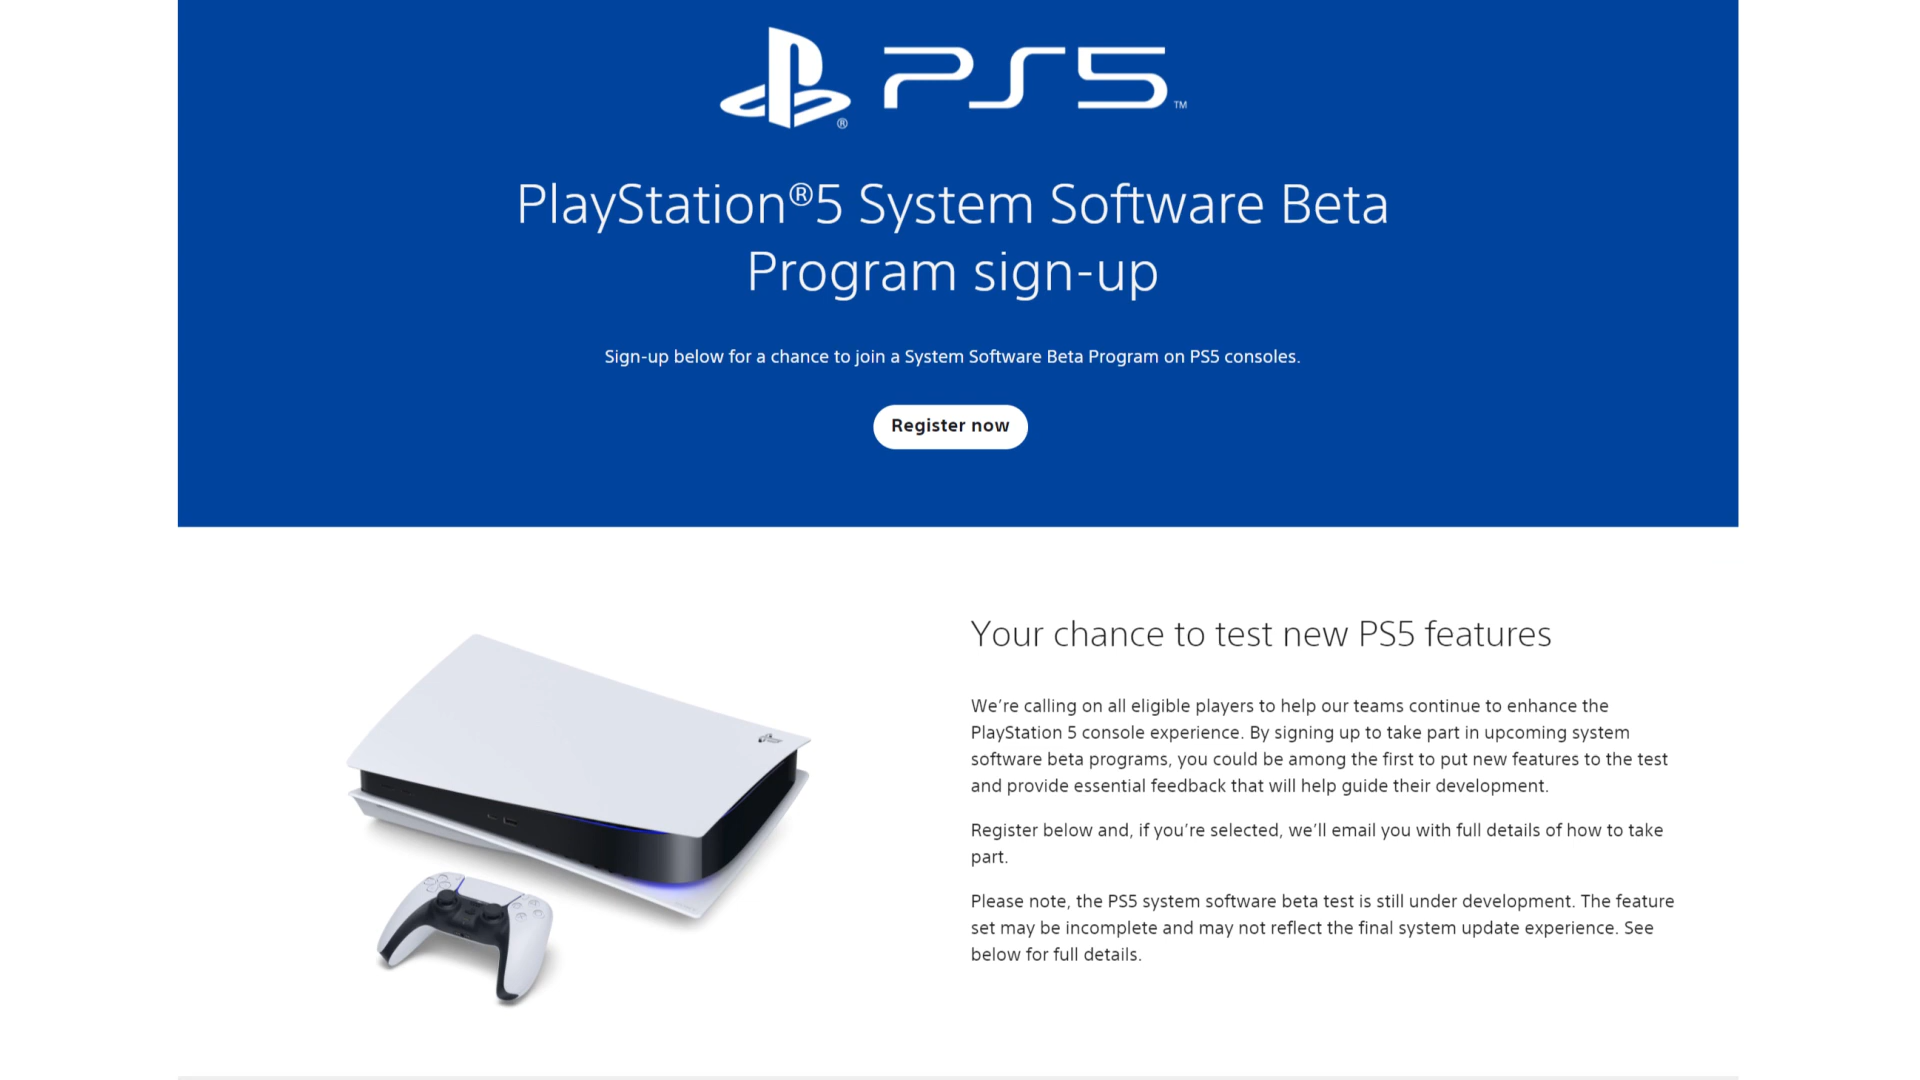 PS5™
PlayStation®5 System Software Beta
Program sign-up
Sign-up below for a chance to join a System Software Beta Program on PS5 consoles.
Register now
Your chance to test new PS5 features
We’re calling on all eligible players to help our teams continue to enhance the
PlayStation 5 console experience. By signing up to take part in upcoming system
software beta programs, you could be among the first to put new features to the test
and provide essential feedback that will help guide their development.
Register below and, if you’re selected, we’ll email you with full details of how to take
part.
Please note, the PS5 system software beta test is still under development. The feature
set may be incomplete and may not reflect the final system update experience. See
below for full details.